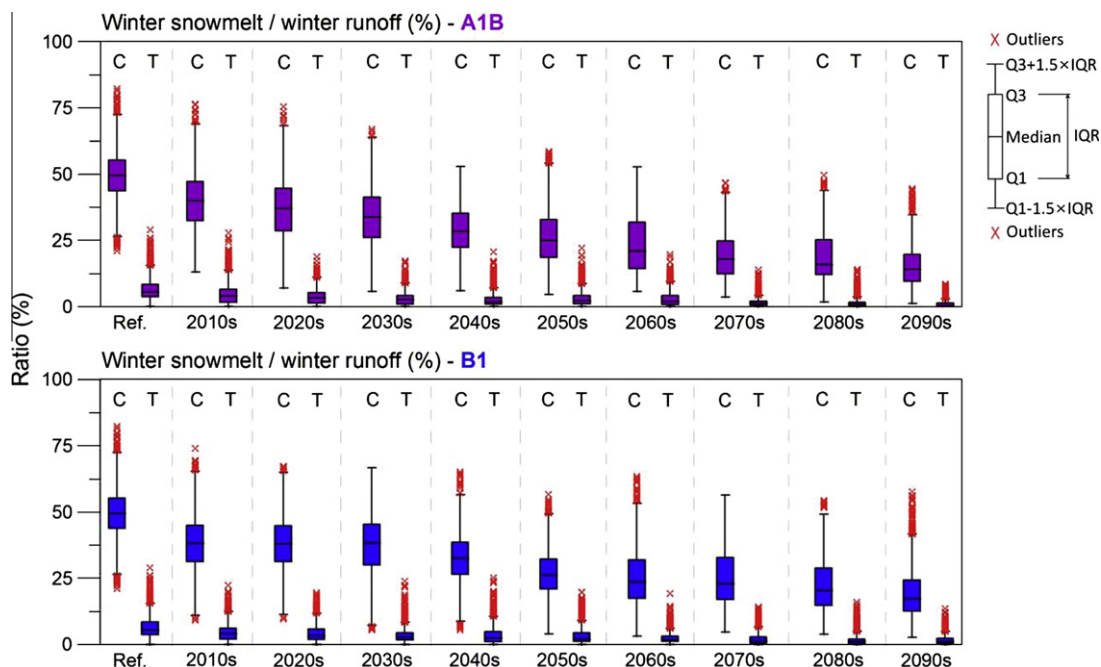 Winter snowmelt / winter runoff (%) - A1B
100
C T C T C T C T C T C T C T C T C T C T
75
50
25
0
Ref. 2010s 2020s 2030s 2040s 2050s 2060s 2070s 2080s 2090s
X Outliers
Q3+1.5×IQR
Q3
Median IQR
Q1
Q1-1.5×IQR
X Outliers
Ratio (%)
Winter snowmelt / winter runoff (%) - B1
100
C T C T C T C T C T C T C T C T C T C T
75
50
25
0
Ref. 2010s 2020s 2030s 2040s 2050s 2060s 2070s 2080s 2090s